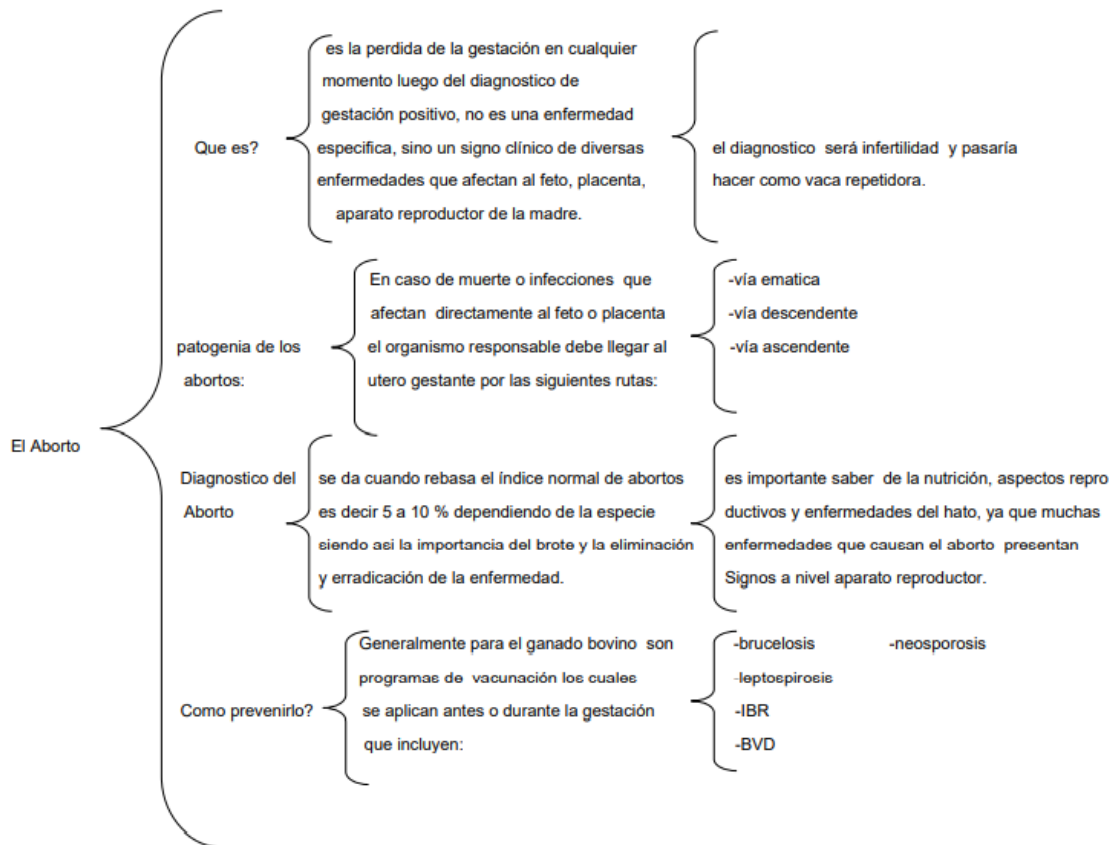 El Aborto
Que es?
es la perdida de la gestación en cualquier
momento luego del diagnostico de
gestación positivo, no es una enfermedad
especifica, sino un signo clínico de diversas
enfermedades que afectan al feto, placenta,
aparato reproductor de la madre.
el diagnostico será infertilidad y pasaría
hacer como vaca repetidora.
patogenia de los
abortos:
En caso de muerte o infecciones que
afectan directamente al feto o placenta
el organismo responsable debe llegar al
utero gestante por las siguientes rutas:
-vía ematica
-vía descendente
-vía ascendente
Diagnostico del
Aborto
se da cuando rebasa el índice normal de abortos
es decir 5 a 10 % dependiendo de la especie
siendo asi la importancia del brote y la eliminación
y erradicación de la enfermedad.
es importante saber de la nutrición, aspectos repro
ductivos y enfermedades del hato, ya que muchas
enfermedades que causan el aborto presentan
Signos a nivel aparato reproductor.
Como prevenirlo?
Generalmente para el ganado bovino son
programas de vacunación los cuales
se aplican antes o durante la gestación
que incluyen:
-brucelosis -neosporosis
-leptospirosis
-IBR
-BVD